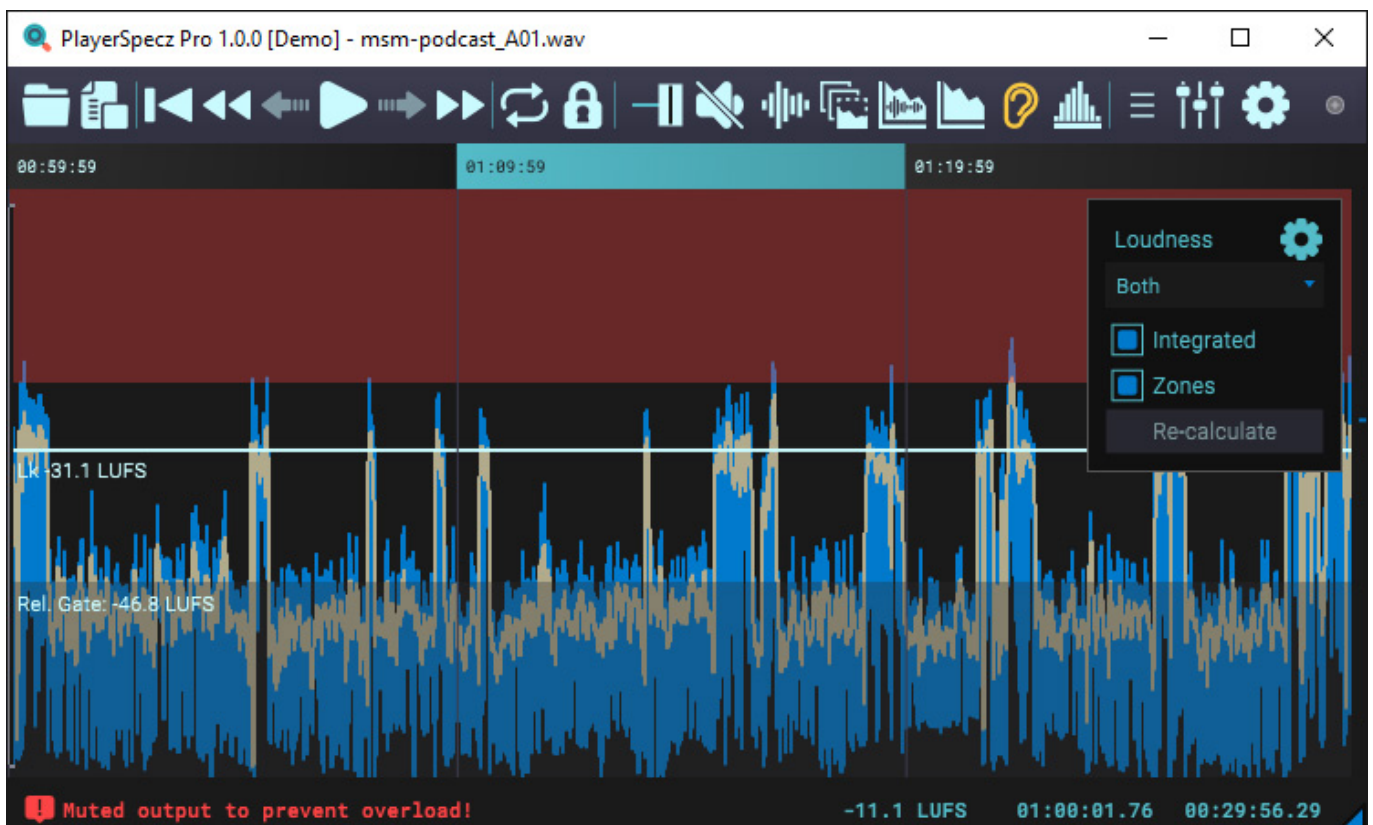 PlayerSpecz Pro 1.0.0 [Demo] - msm-podcast_A01.wav
00:59:59 01:09:59 01:19:59
Loudness
Both
Integrated
Zones
Re-calculate
Lk -31.1 LUFS
Rel. Gate: -46.8 LUFS
Muted output to prevent overload! -11.1 LUFS 01:00:01.76 00:29:56.29